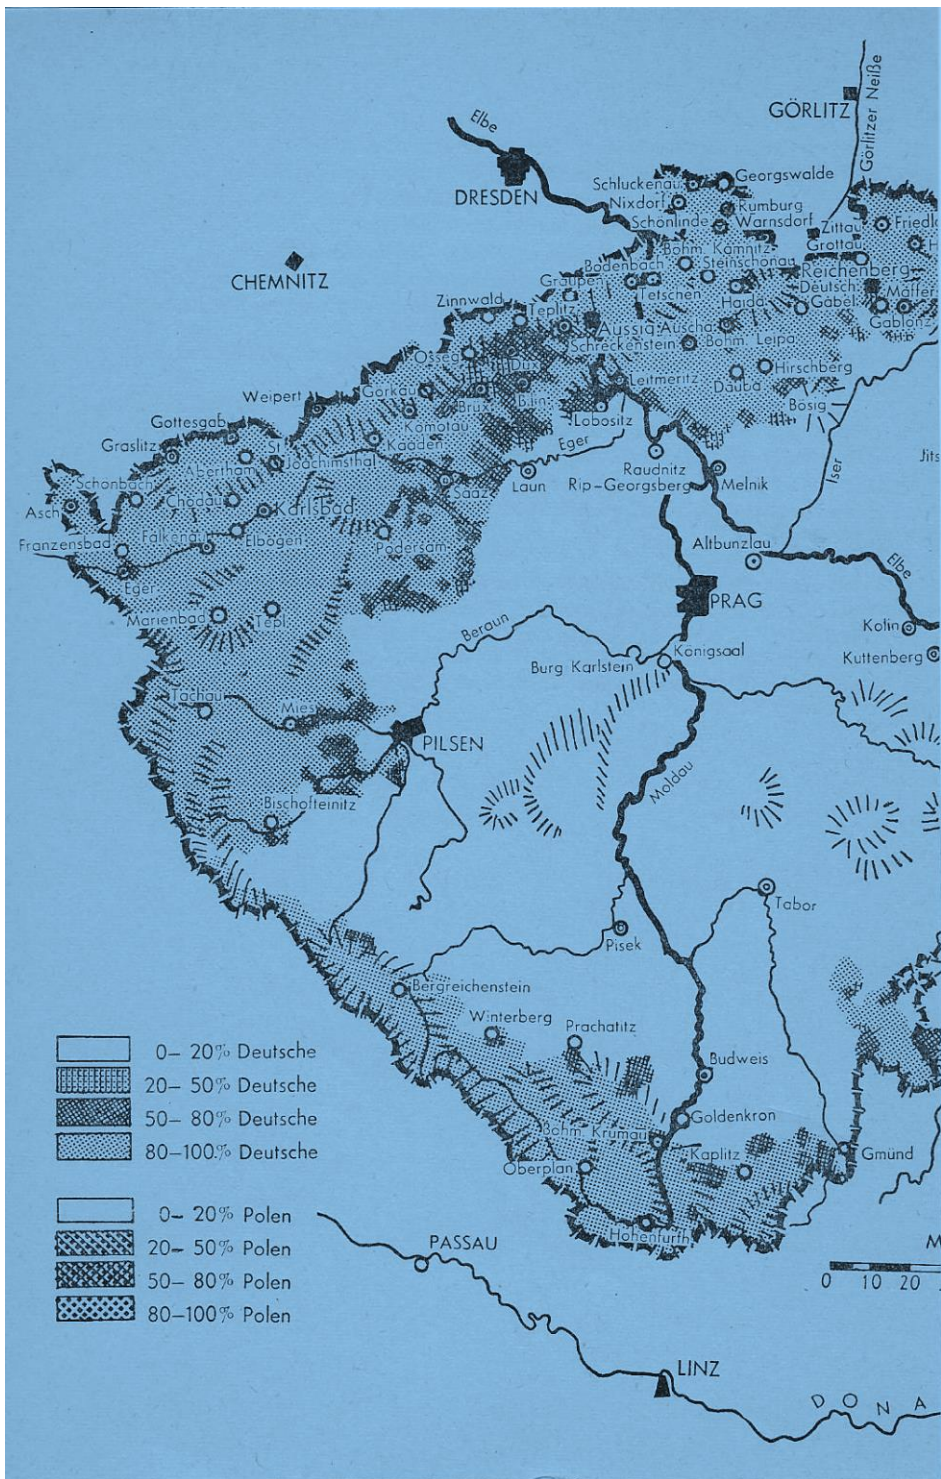 GÖRLITZ
Görlitzer Neiße
Elbe
DRESDEN
Schluckenau
Georgswalde
Nixdorf
Rumburg
Schönlinde
Warnsdorf
Zittau
Friedl
Grottau
H
Böhm. Kamnitz
CHEMNITZ
Bodenbach
Steinschönau
Reichenberg
Graupen
Tetschen
Deutsch.
Gabel
Haida
Maffer
Gablonz
Zinnwald
Teplitz
Aussig
Auscha
Schreckenstein
Böhm. Leipa
Osseg
Dux
Hirschberg
Dauba
Leitmeritz
Weipert
Görkau
Brüx
Bilin
Bösig
Komotau
Lobositz
Gottesgab
Kaaden
Eger
Graslitz
Abertham
St.
Joachimsthal
Raudnitz
Iser
Jits
Schönbach
Saaz
Laun
Rip-Georgsberg
Melnik
Asch
Chodau
Karlsbad
Falkenau
Elbogen
Franzensbad
Podersam
Altbunzlau
Elbe
Eger
Marienbad
Tepl
PRAG
Beraun
Kolin
Königsaal
Burg Karlstein
Kuttenberg
Tachau
Mies
PILSEN
Moldau
Bischofteinitz
Tabor
Pisek
Bergreichenstein
Winterberg
Prachatitz
Budweis
Goldenkron
Böhm. Krumau
Kaplitz
Gmünd
Oberplan
Hohenfurth
0–20% Deutsche
20–50% Deutsche
50–80% Deutsche
80–100% Deutsche
0–20% Polen
20–50% Polen
50–80% Polen
80–100% Polen
PASSAU
M
0 10 20
LINZ
DONA